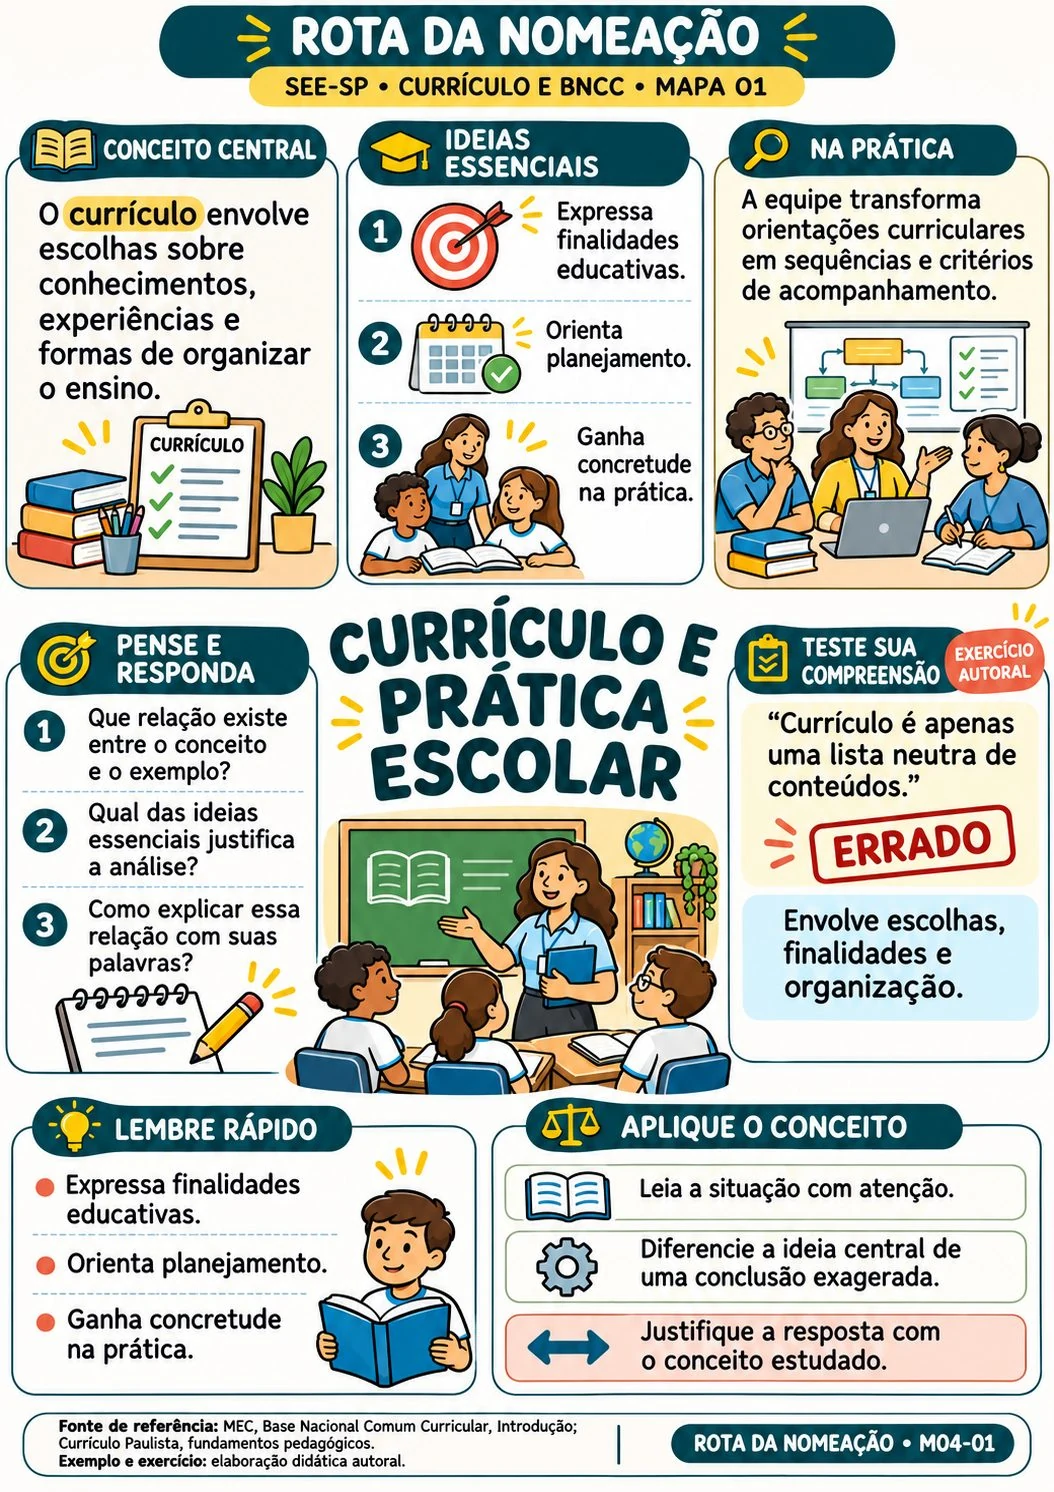 ROTA DA NOMEAÇÃO
SEE-SP • CURRÍCULO E BNCC • MAPA 01
CONCEITO CENTRAL
O currículo envolve
escolhas sobre
conhecimentos,
experiências e
formas de organizar
o ensino.
CURRÍCULO
IDEIAS
ESSENCIAIS
1
Expressa
finalidades
educativas.
2
Orienta
planejamento.
3
Ganha
concretude
na prática.
NA PRÁTICA
A equipe transforma
orientações curriculares
em sequências e critérios
de acompanhamento.
PENSE E
RESPONDA
1
Que relação existe
entre o conceito
e o exemplo?
2
Qual das ideias
essenciais justifica
a análise?
3
Como explicar essa
relação com suas
palavras?
CURRÍCULO E
PRÁTICA
ESCOLAR
TESTE SUA
COMPREENSÃO
EXERCÍCIO
AUTORAL
“Currículo é apenas
uma lista neutra de
conteúdos.”
ERRADO
Envolve escolhas,
finalidades e
organização.
LEMBRE RÁPIDO
Expressa finalidades
educativas.
Orienta planejamento.
Ganha concretude
na prática.
APLIQUE O CONCEITO
Leia a situação com atenção.
Diferencie a ideia central de
uma conclusão exagerada.
Justifique a resposta com
o conceito estudado.
Fonte de referência: MEC, Base Nacional Comum Curricular, Introdução;
Currículo Paulista, fundamentos pedagógicos.
Exemplo e exercício: elaboração didática autoral.
ROTA DA NOMEAÇÃO • M04-01